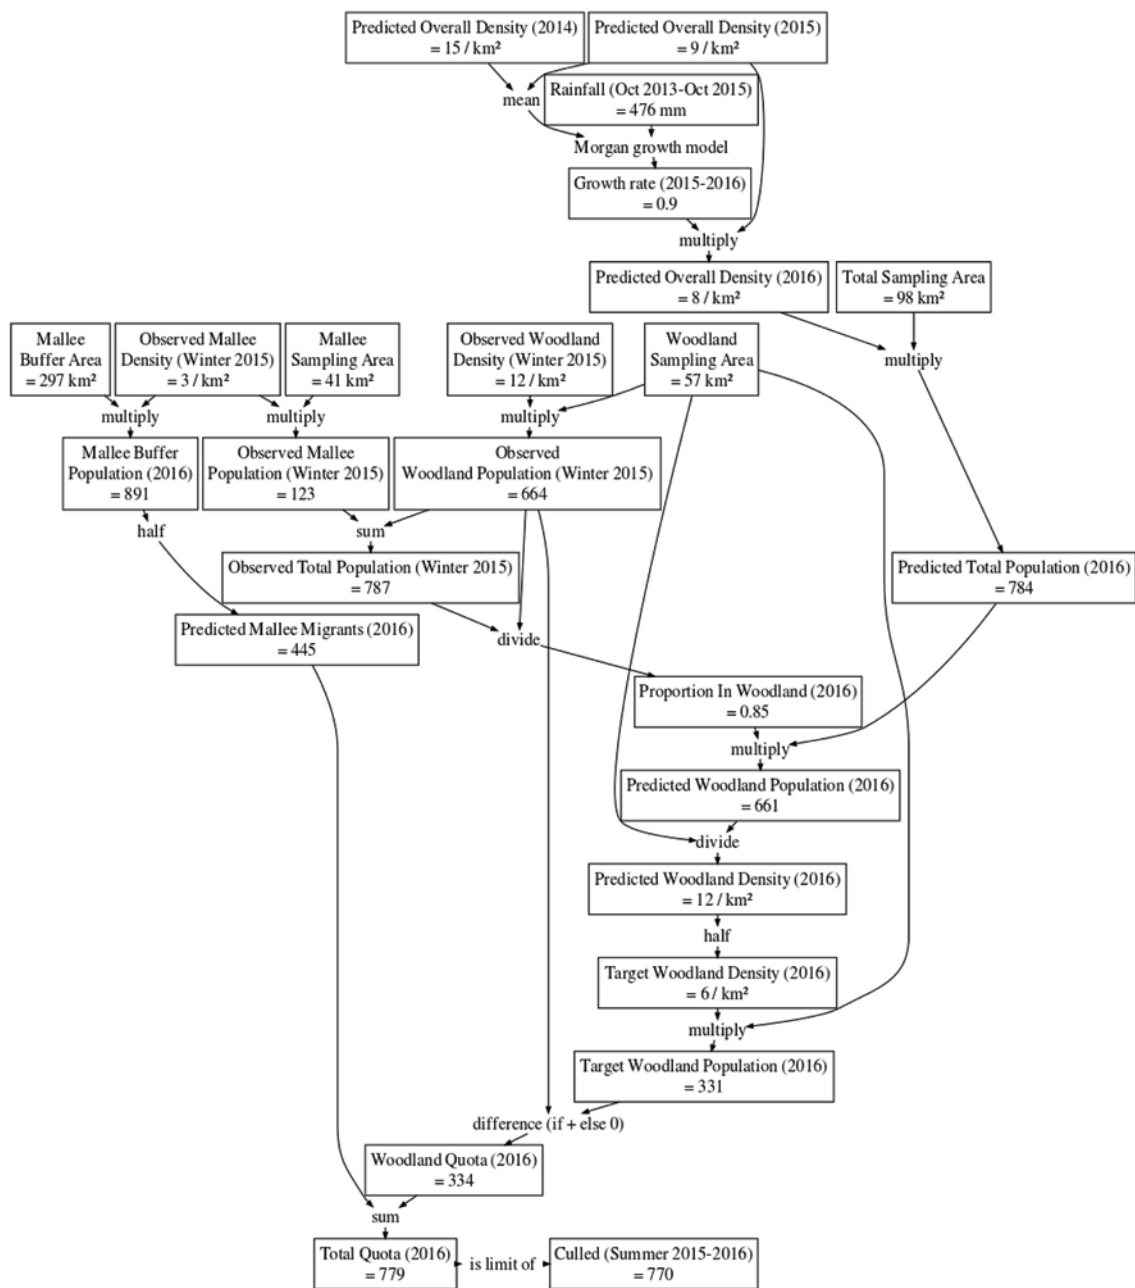 Predicted Overall Density (2014)
= 15 / km²
Predicted Overall Density (2015)
= 9 / km²
mean
Rainfall (Oct 2013-Oct 2015)
= 476 mm
Morgan growth model
Growth rate (2015-2016)
= 0.9
multiply
Predicted Overall Density (2016)
= 8 / km²
Total Sampling Area
= 98 km²
Mallee
Buffer Area
= 297 km²
Observed Mallee
Density (Winter 2015)
= 3 / km²
Mallee
Sampling Area
= 41 km²
Observed Woodland
Density (Winter 2015)
= 12 / km²
Woodland
Sampling Area
= 57 km²
multiply
multiply
multiply
multiply
Mallee Buffer
Population (2016)
= 891
Observed Mallee
Population (Winter 2015)
= 123
Observed
Woodland Population (Winter 2015)
= 664
half
sum
Observed Total Population (Winter 2015)
= 787
Predicted Total Population (2016)
= 784
Predicted Mallee Migrants (2016)
= 445
divide
Proportion In Woodland (2016)
= 0.85
multiply
Predicted Woodland Population (2016)
= 661
divide
Predicted Woodland Density (2016)
= 12 / km²
half
Target Woodland Density (2016)
= 6 / km²
multiply
Target Woodland Population (2016)
= 331
difference (if + else 0)
Woodland Quota (2016)
= 334
sum
Total Quota (2016)
= 779
is limit of
Culled (Summer 2015-2016)
= 770